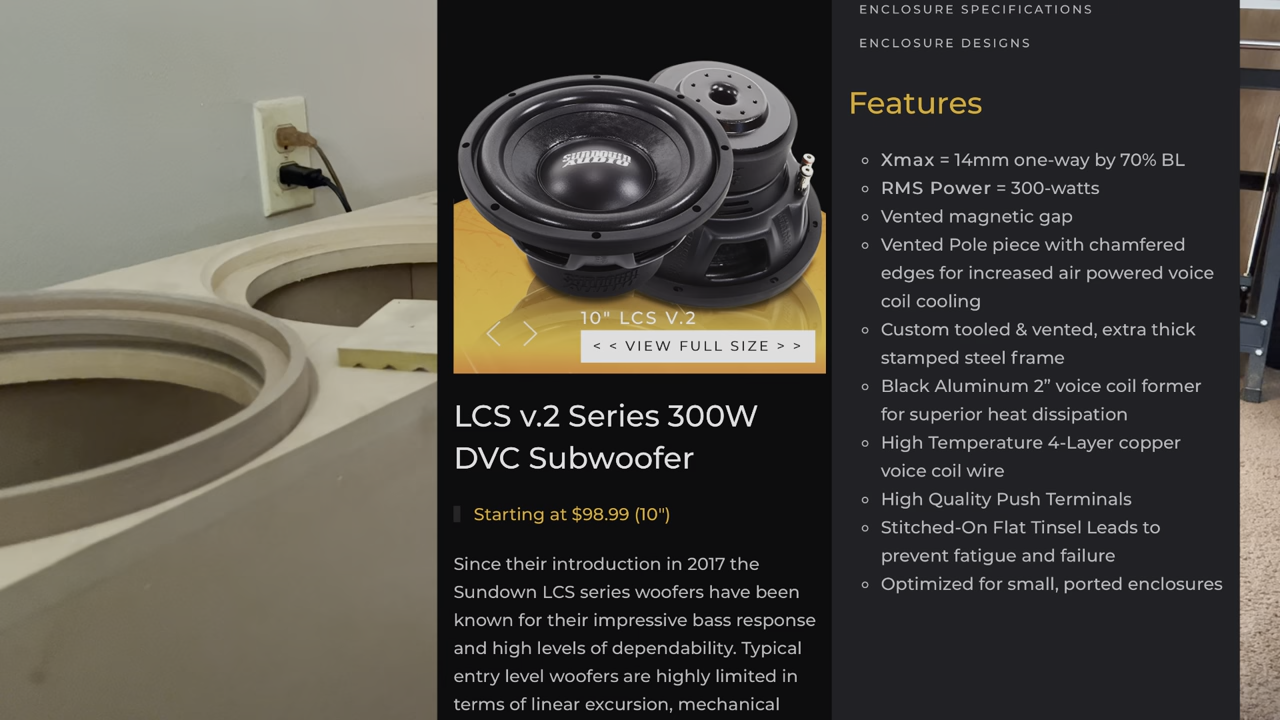 SUNDOWN
AUDIO
10" LCS V.2
< < VIEW FULL SIZE > >
LCS v.2 Series 300W
DVC Subwoofer
Starting at $98.99 (10")
Since their introduction in 2017 the
Sundown LCS series woofers have been
known for their impressive bass response
and high levels of dependability. Typical
entry level woofers are highly limited in
terms of linear excursion, mechanical
ENCLOSURE SPECIFICATIONS
ENCLOSURE DESIGNS
Features
Xmax = 14mm one-way by 70% BL
RMS Power = 300-watts
Vented magnetic gap
Vented Pole piece with chamfered
edges for increased air powered voice
coil cooling
Custom tooled & vented, extra thick
stamped steel frame
Black Aluminum 2” voice coil former
for superior heat dissipation
High Temperature 4-Layer copper
voice coil wire
High Quality Push Terminals
Stitched-On Flat Tinsel Leads to
prevent fatigue and failure
Optimized for small, ported enclosures